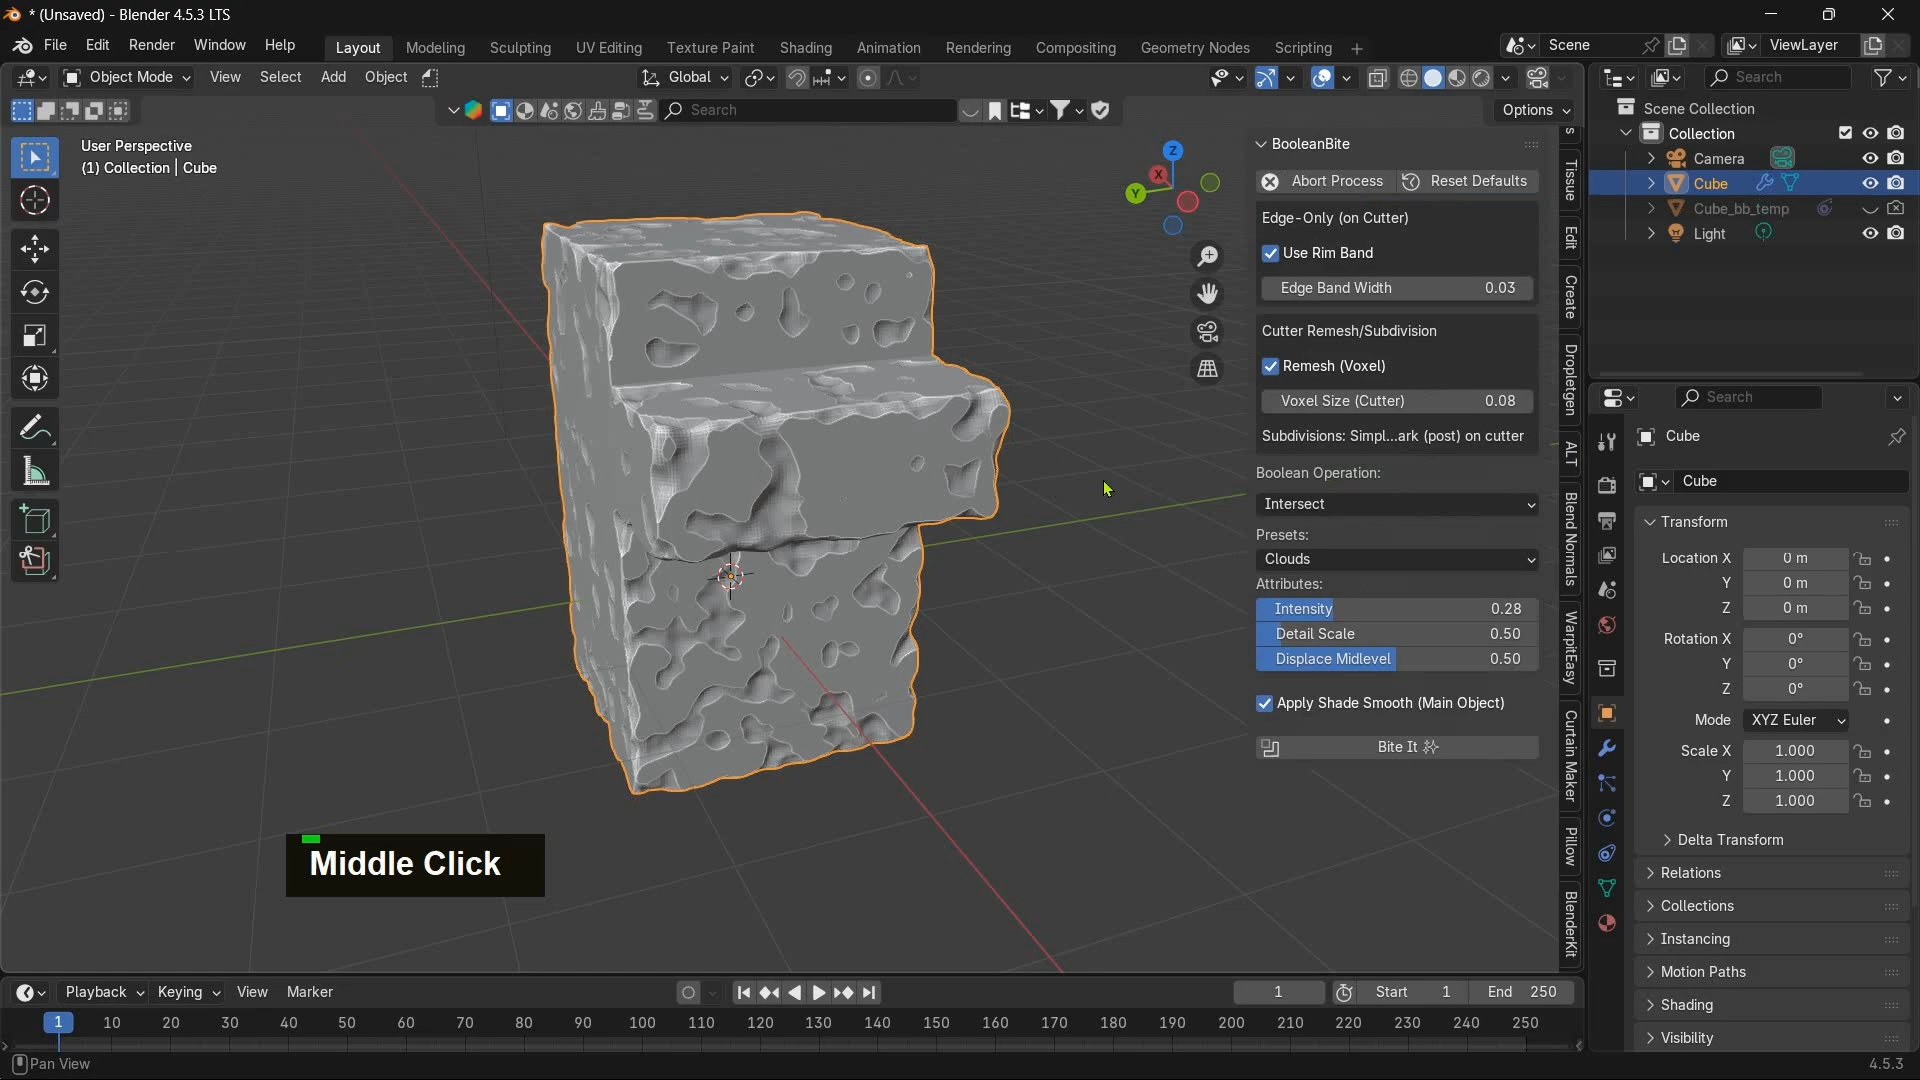 * (Unsaved) - Blender 4.5.3 LTS
File Edit Render Window Help
Layout Modeling Sculpting UV Editing Texture Paint Shading Animation Rendering Compositing Geometry Nodes Scripting
Scene
ViewLayer
Object Mode View Select Add Object
Global
Search
Search
Options
User Perspective
(1) Collection | Cube
Z
X
Y
BooleanBite
Abort Process
Reset Defaults
Edge-Only (on Cutter)
Use Rim Band
Edge Band Width 0.03
Cutter Remesh/Subdivision
Remesh (Voxel)
Voxel Size (Cutter) 0.08
Subdivisions: Simpl...ark (post) on cutter
Boolean Operation:
Intersect
Presets:
Clouds
Attributes:
Intensity 0.28
Detail Scale 0.50
Displace Midlevel 0.50
Apply Shade Smooth (Main Object)
Bite It
s
Tissue
Edit
Create
Dropletgen
ALT
Blend Normals
WarpitEasy
Curtain Maker
Pillow
BlenderKit
Scene Collection
Collection
Camera
Cube
Cube_bb_temp
Light
Search
Cube
Cube
Transform
Location X 0 m
Y 0 m
Z 0 m
Rotation X 0°
Y 0°
Z 0°
Mode XYZ Euler
Scale X 1.000
Y 1.000
Z 1.000
Delta Transform
Relations
Collections
Instancing
Motion Paths
Shading
Visibility
Middle Click
Playback Keying View Marker
1
Start 1
End 250
1 10 20 30 40 50 60 70 80 90 100 110 120 130 140 150 160 170 180 190 200 210 220 230 240 250
Pan View
4.5.3